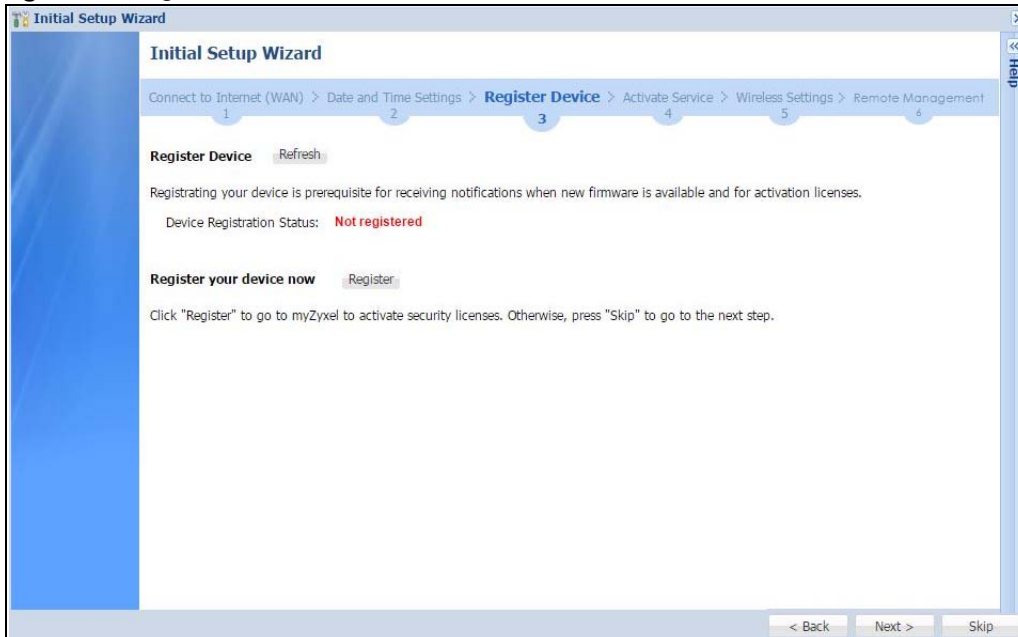 Initial Setup Wizard
Help
Initial Setup Wizard
Connect to Internet (WAN) > Date and Time Settings > Register Device > Activate Service > Wireless Settings > Remote Management
1 2 3 4 5 6
Register Device Refresh
Registrating your device is prerequisite for receiving notifications when new firmware is available and for activation licenses.
Device Registration Status: Not registered
Register your device now Register
Click "Register" to go to myZyxel to activate security licenses. Otherwise, press "Skip" to go to the next step.
< Back Next > Skip